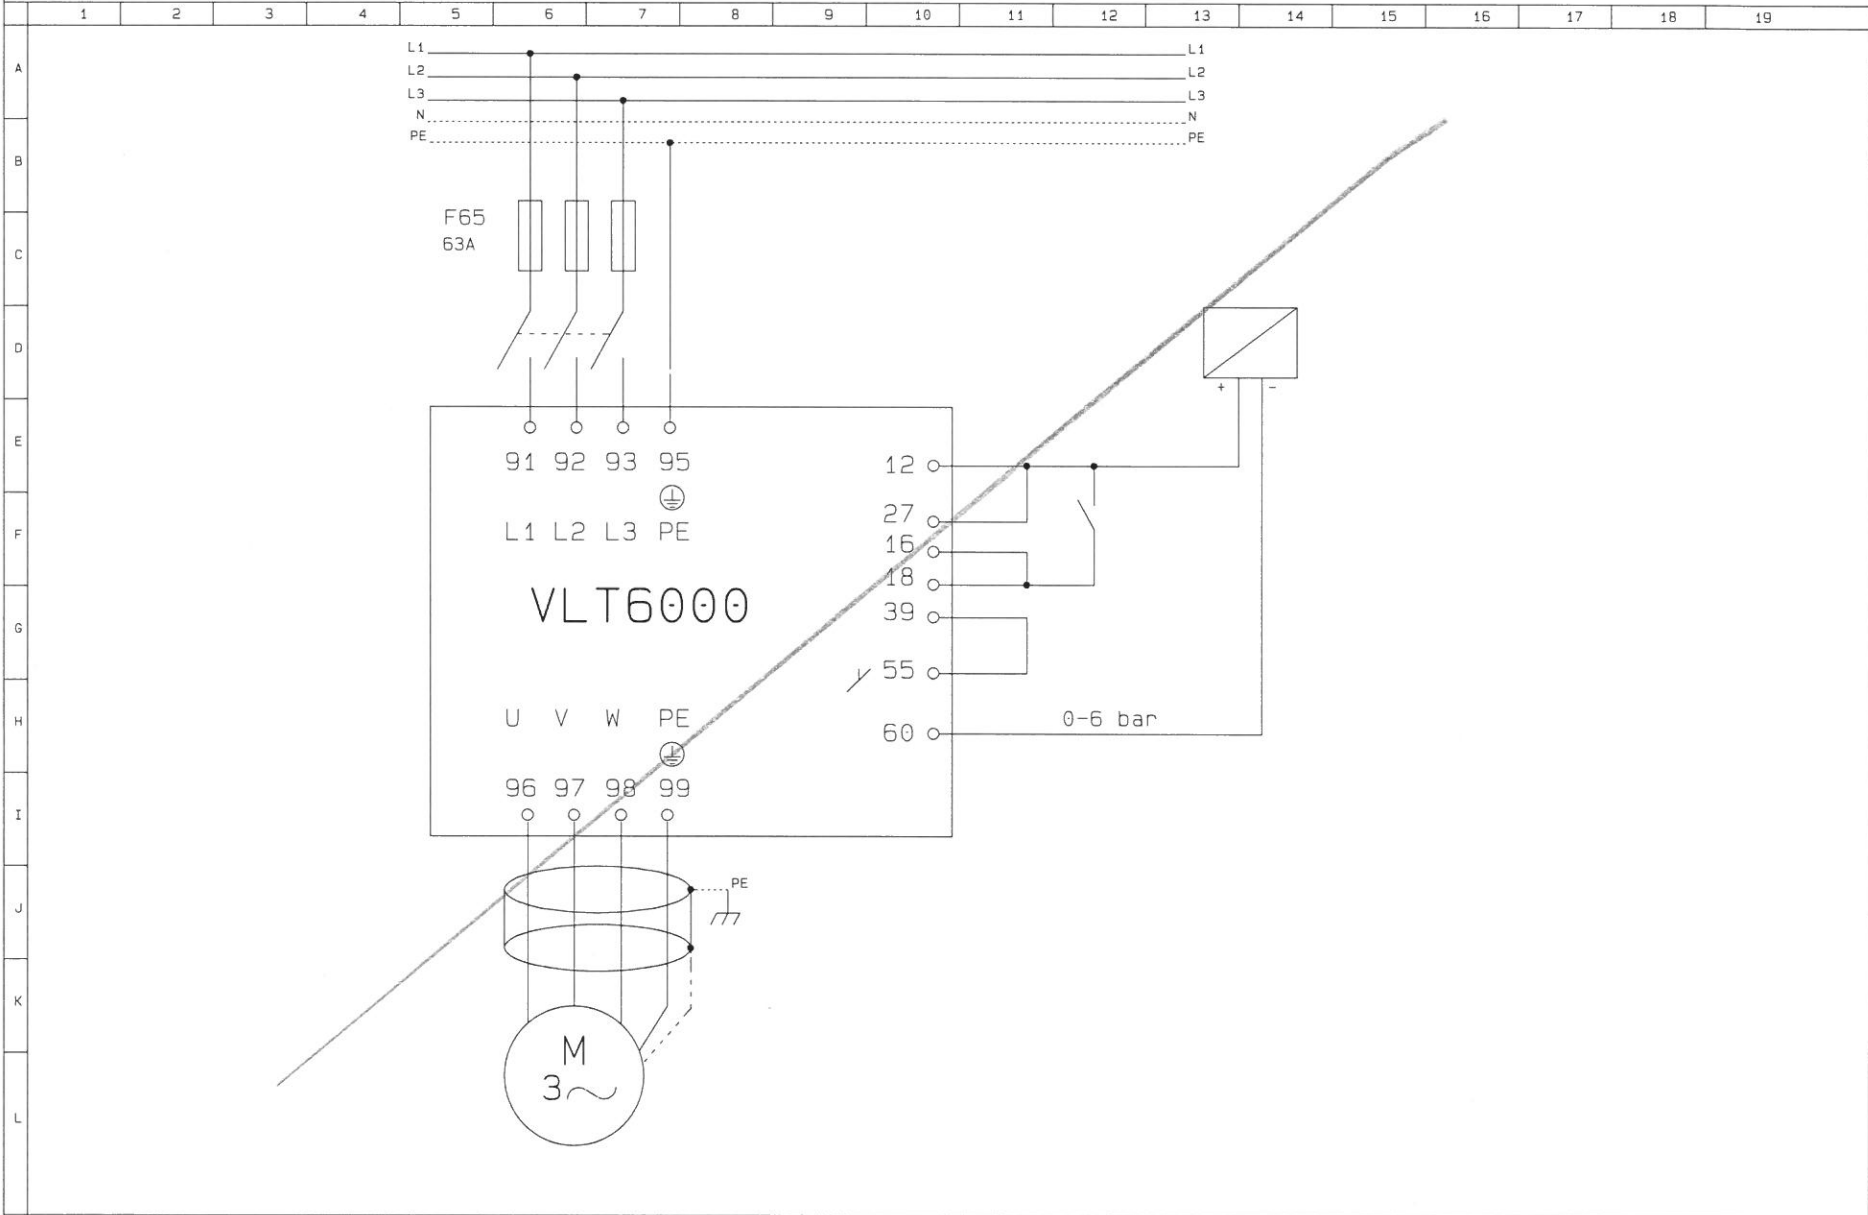 1 2 3 4 5 6 7 8 9 10 11 12 13 14 15 16 17 18 19
A
L1 L1
L2 L2
L3 L3
N N
PE PE
B
F65
63A
C
D
+ -
E
91 92 93 95
12
27
F
L1 L2 L3 PE
16
18
VLT6000
39
G
55
H
U V W PE
0-6 bar
60
96 97 98 99
I
PE
J
K
M
3~
L